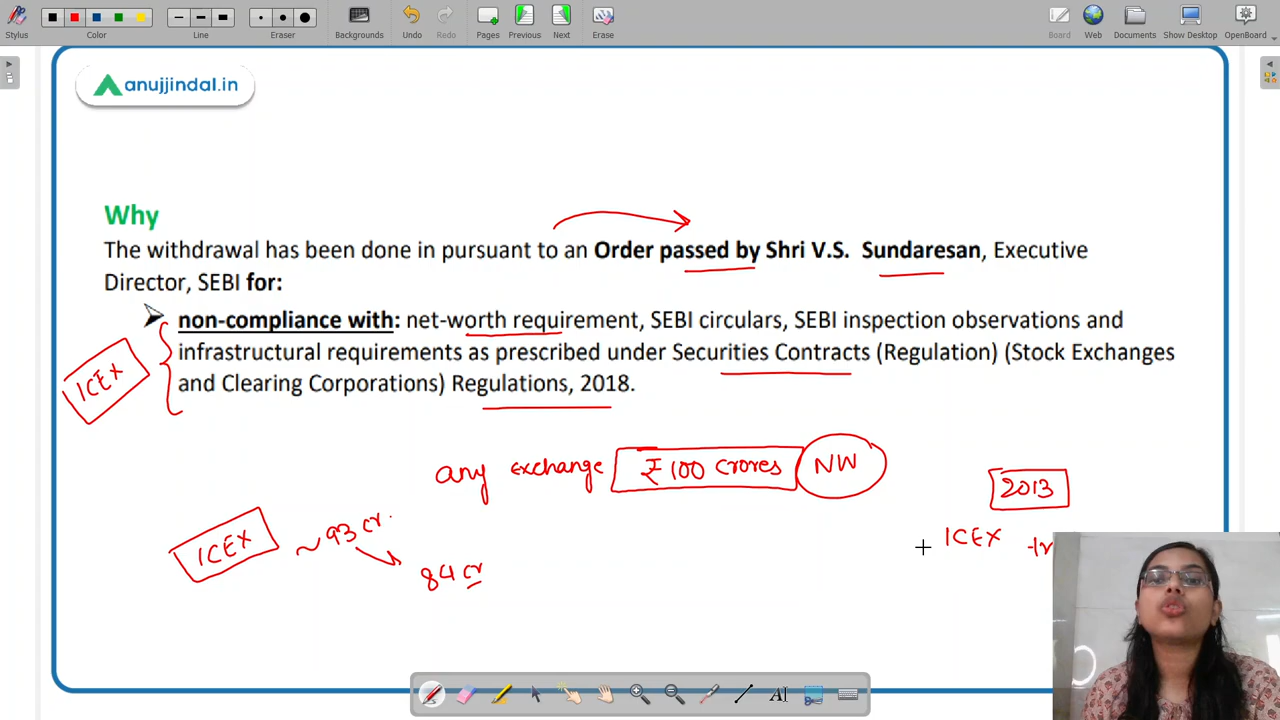 Stylus
Color
Line
Eraser
Backgrounds
Undo
Redo
Pages
Previous
Next
Erase
Board
Web
Documents
Show Desktop
OpenBoard
anujjindal.in
Why
The withdrawal has been done in pursuant to an Order passed by Shri V.S. Sundaresan, Executive
Director, SEBI for:
non-compliance with: net-worth requirement, SEBI circulars, SEBI inspection observations and
infrastructural requirements as prescribed under Securities Contracts (Regulation) (Stock Exchanges
and Clearing Corporations) Regulations, 2018.
ICEX
any exchange ₹100 crores NW
2013
ICEX ~93 cr.
ICEX
84 cr
AI